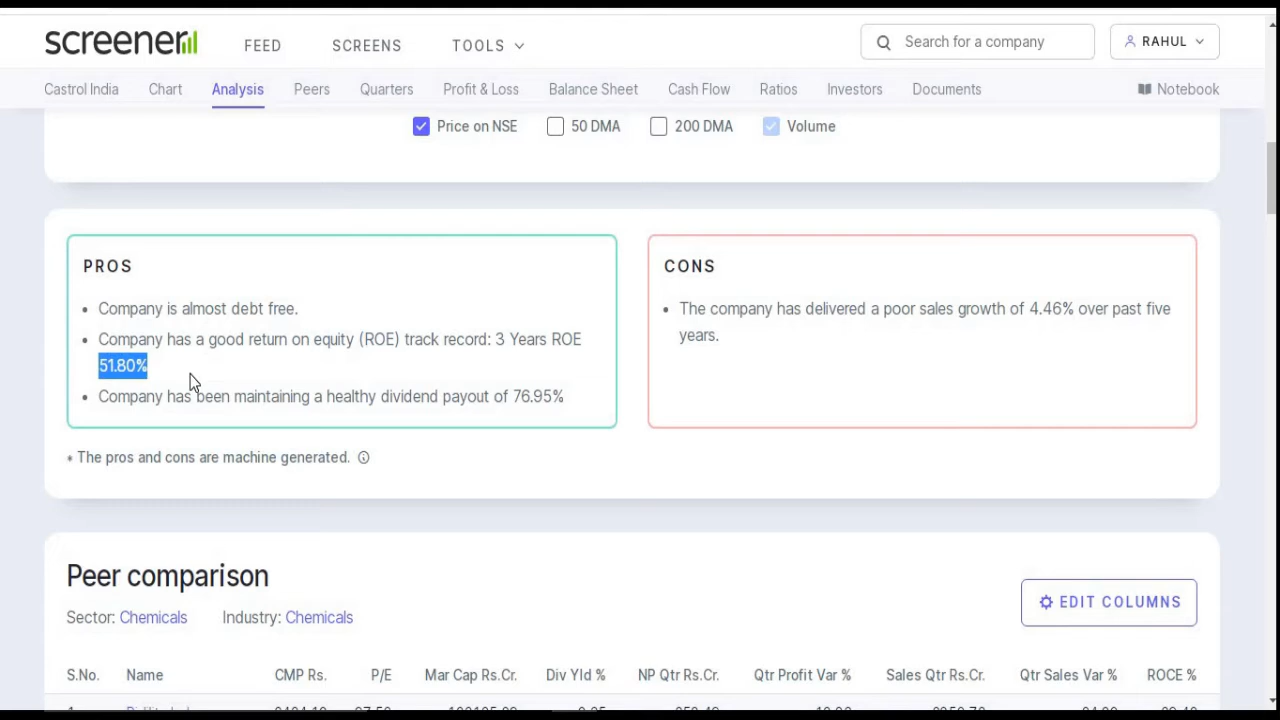 screener FEED SCREENS TOOLS Search for a company RAHUL
Castrol India Chart Analysis Peers Quarters Profit & Loss Balance Sheet Cash Flow Ratios Investors Documents Notebook
Price on NSE 50 DMA 200 DMA Volume
PROS
Company is almost debt free.
Company has a good return on equity (ROE) track record: 3 Years ROE
51.80%
Company has been maintaining a healthy dividend payout of 76.95%
CONS
The company has delivered a poor sales growth of 4.46% over past five
years.
* The pros and cons are machine generated.
Peer comparison
EDIT COLUMNS
Sector: Chemicals Industry: Chemicals
S.No. Name CMP Rs. P/E Mar Cap Rs.Cr. Div Yld % NP Qtr Rs.Cr. Qtr Profit Var % Sales Qtr Rs.Cr. Qtr Sales Var % ROCE %